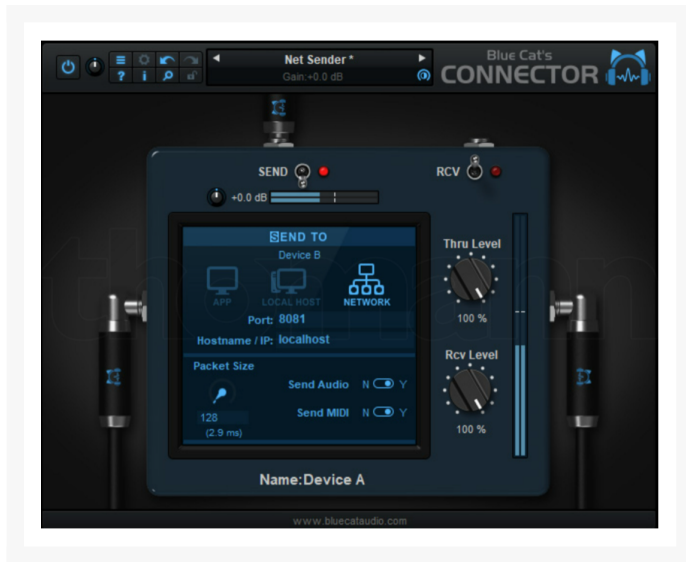 Net Sender *
Gain:+0.0 dB
Blue Cat's
CONNECTOR
? i
SEND
RCV
+0.0 dB
SEND TO
Device B
APP LOCAL HOST NETWORK
Port: 8081
Hostname / IP: localhost
Packet Size
128
(2.9 ms)
Send Audio N Y
Send MIDI N Y
Thru Level
100 %
Rcv Level
100 %
Name:Device A
www.bluecataudio.com
thomann